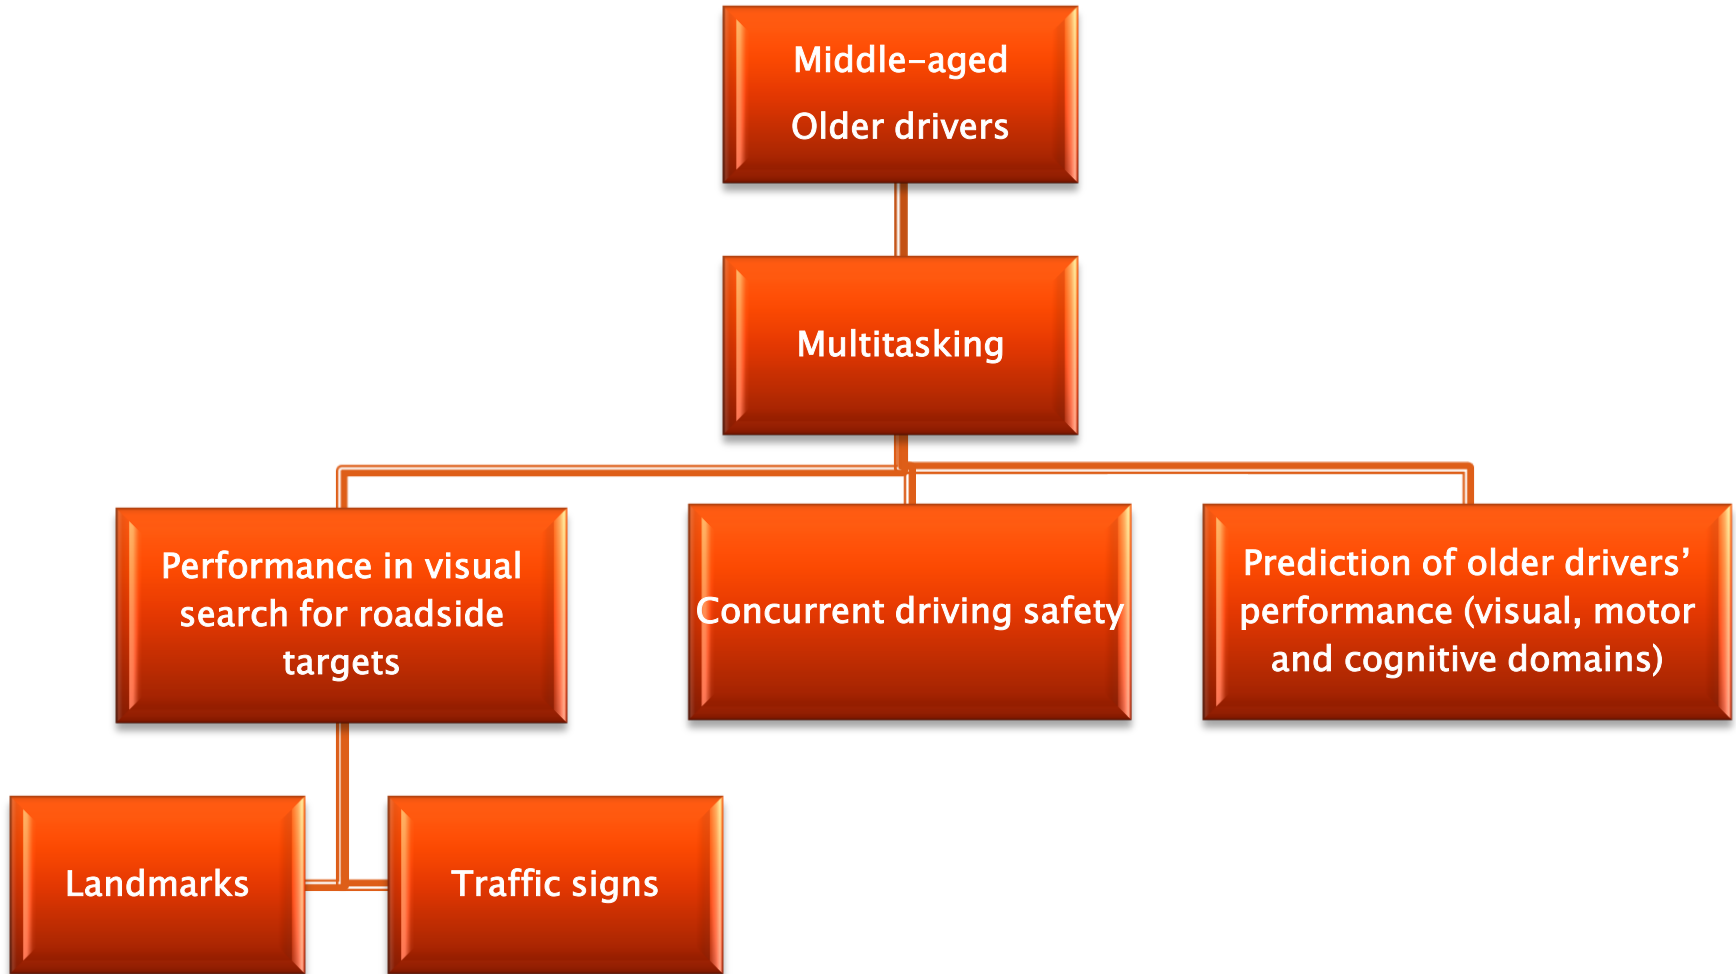 Middle-aged
Older drivers
Multitasking
Performance in visual
search for roadside
targets
Concurrent driving safety
Prediction of older drivers’
performance (visual, motor
and cognitive domains)
Landmarks
Traffic signs